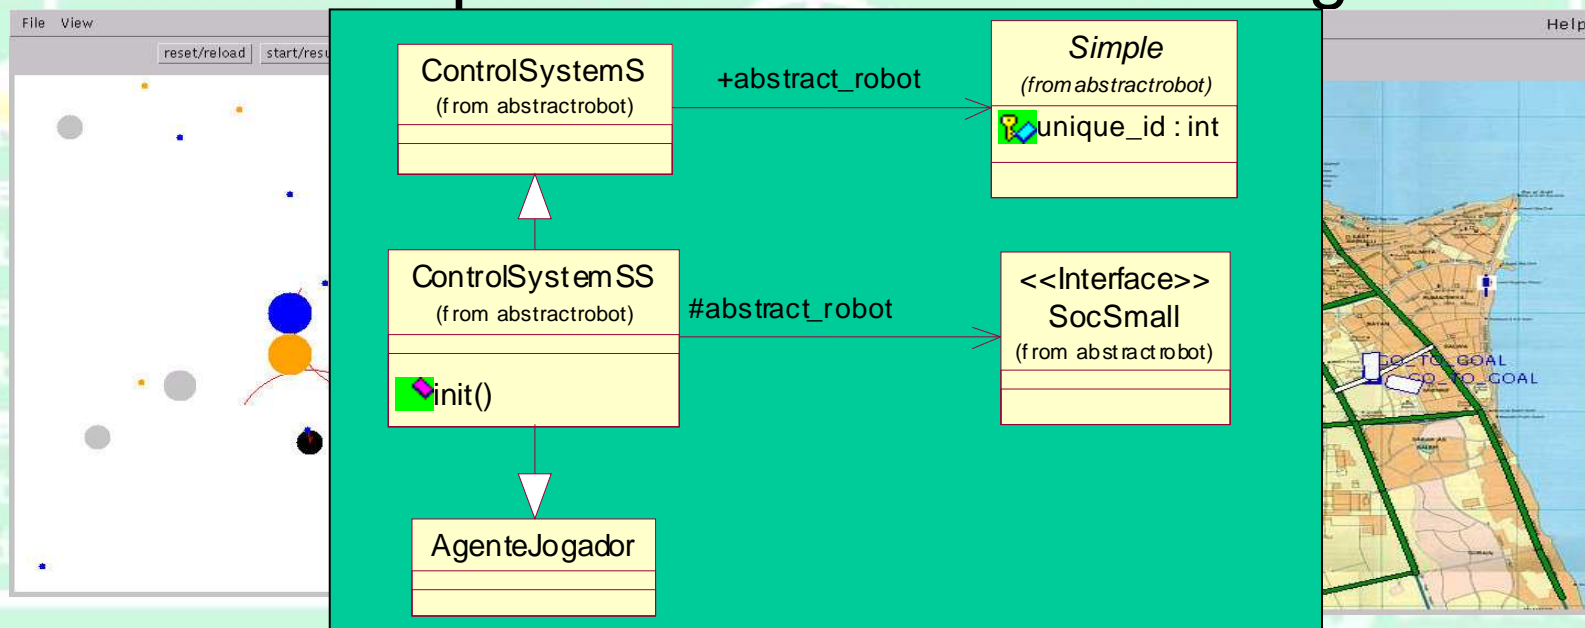 File View
Help
reset/reload start/resu
ControlSystemS
(from abstractrobot)
+abstract_robot
Simple
(from abstractrobot)
unique_id : int
ControlSystemSS
(from abstractrobot)
init()
#abstract_robot
<<Interface>>
SocSmall
(from abstractrobot)
AgenteJogador
GO_TO_GOAL
GO_TO_GOAL